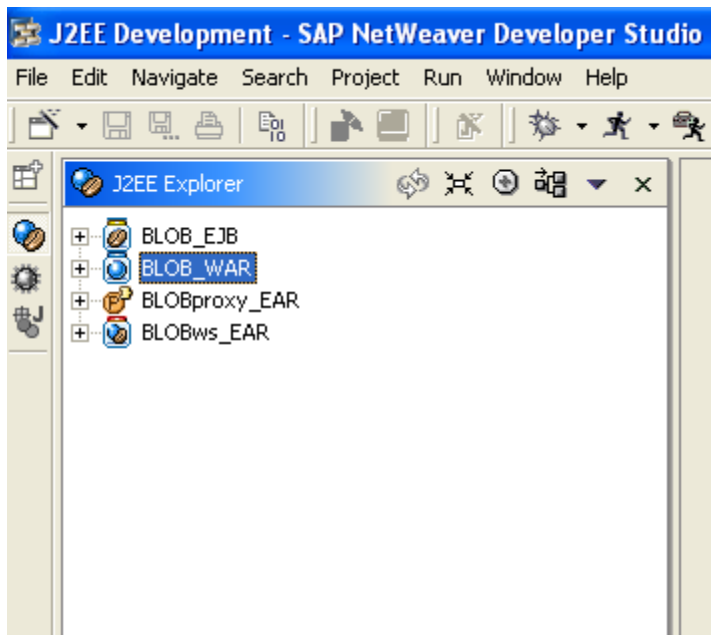 J2EE Development - SAP NetWeaver Developer Studio
File Edit Navigate Search Project Run Window Help
J2EE Explorer
BLOB_EJB
BLOB_WAR
BLOBproxy_EAR
BLOBws_EAR